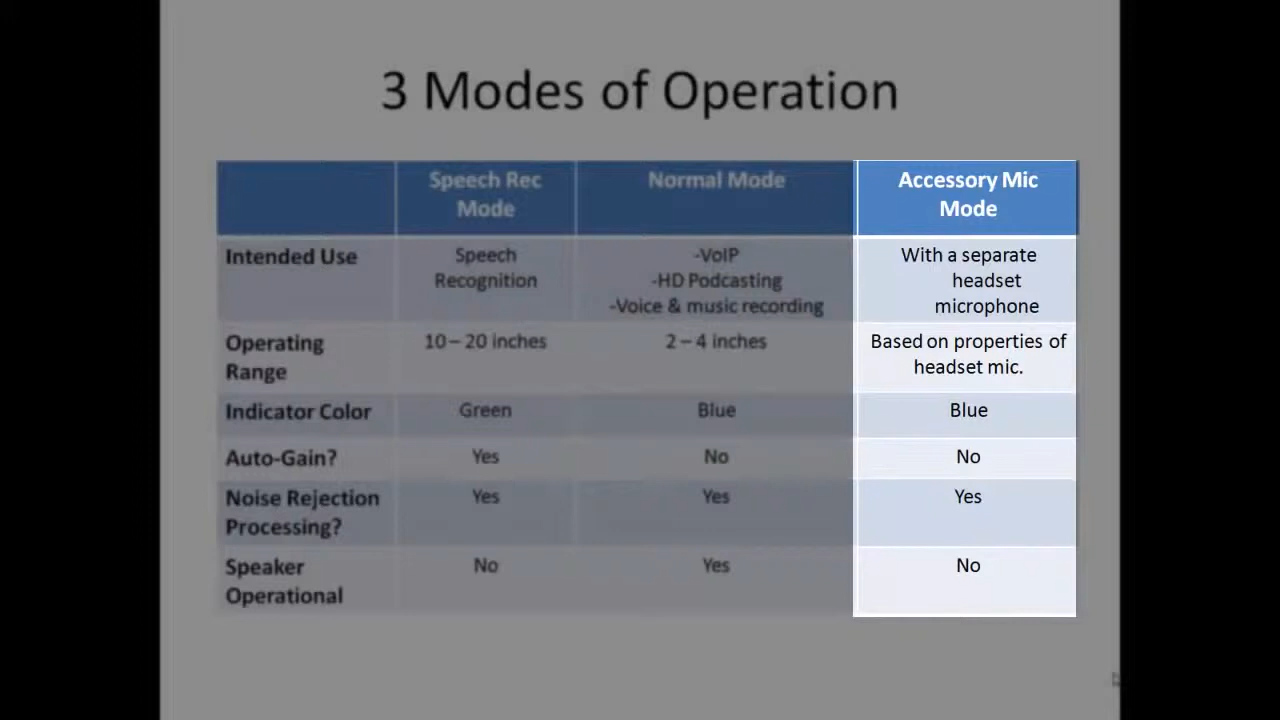 3 Modes of Operation
Speech Rec
Mode
Normal Mode
Accessory Mic
Mode
Intended Use
Speech
Recognition
-VoIP
-HD Podcasting
-Voice & music recording
With a separate
headset
microphone
Operating
Range
10 – 20 inches
2 – 4 inches
Based on properties of
headset mic.
Indicator Color
Green
Blue
Blue
Auto-Gain?
Yes
No
No
Noise Rejection
Processing?
Yes
Yes
Yes
Speaker
Operational
No
Yes
No